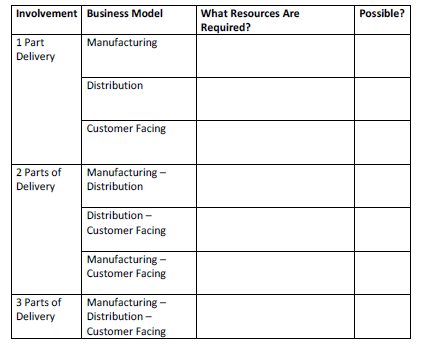 Involvement Business Model What Resources Are Required? Possible?
1 Part Delivery
Manufacturing
Distribution
Customer Facing
2 Parts of Delivery
Manufacturing –
Distribution
Distribution –
Customer Facing
Manufacturing –
Customer Facing
3 Parts of Delivery
Manufacturing –
Distribution –
Customer Facing